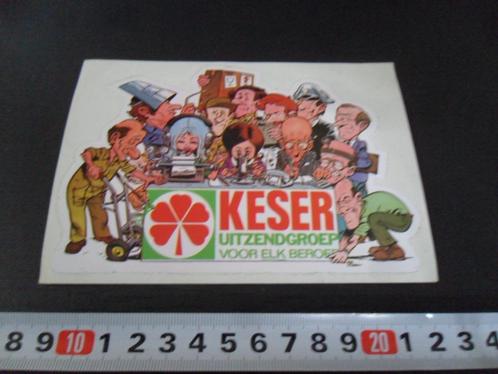 KESER
UITZENDGROEP
VOOR ELK BEROEP
8 9 10 1 2 3 4 5 6 7 8 9 20 1 2 3 4